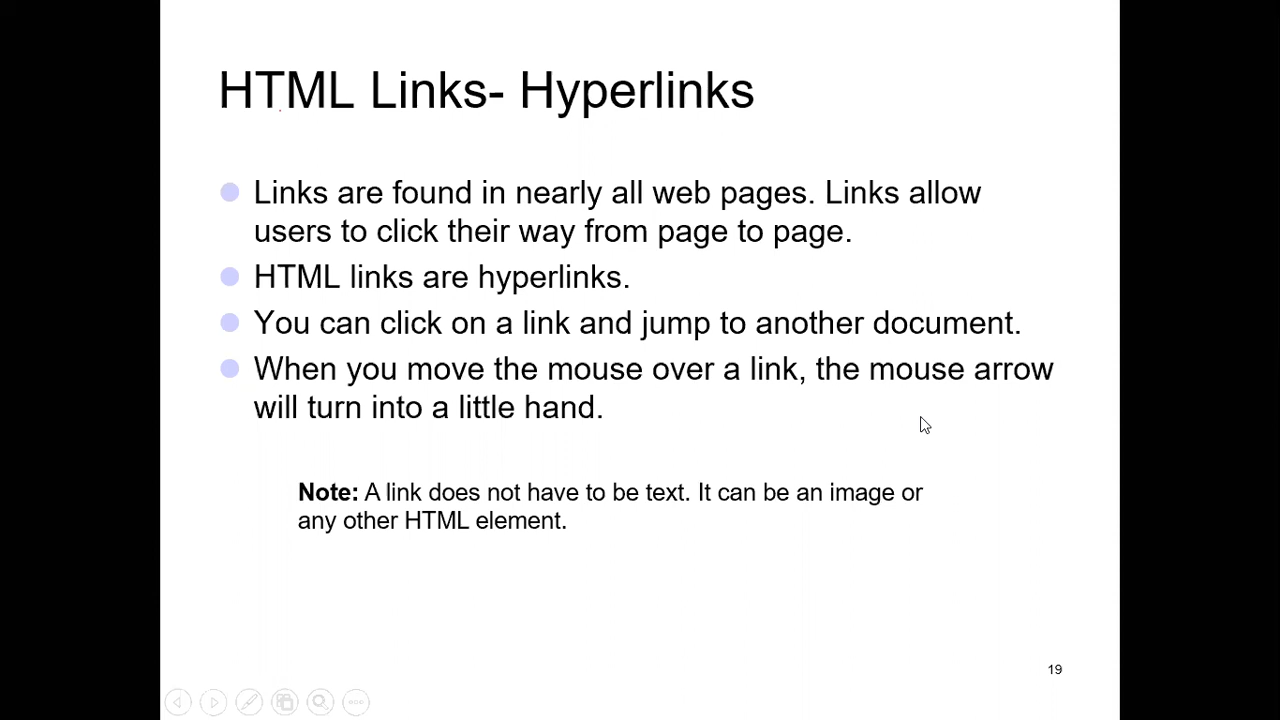 HTML Links- Hyperlinks
Links are found in nearly all web pages. Links allow
users to click their way from page to page.
HTML links are hyperlinks.
You can click on a link and jump to another document.
When you move the mouse over a link, the mouse arrow
will turn into a little hand.
Note: A link does not have to be text. It can be an image or
any other HTML element.
19